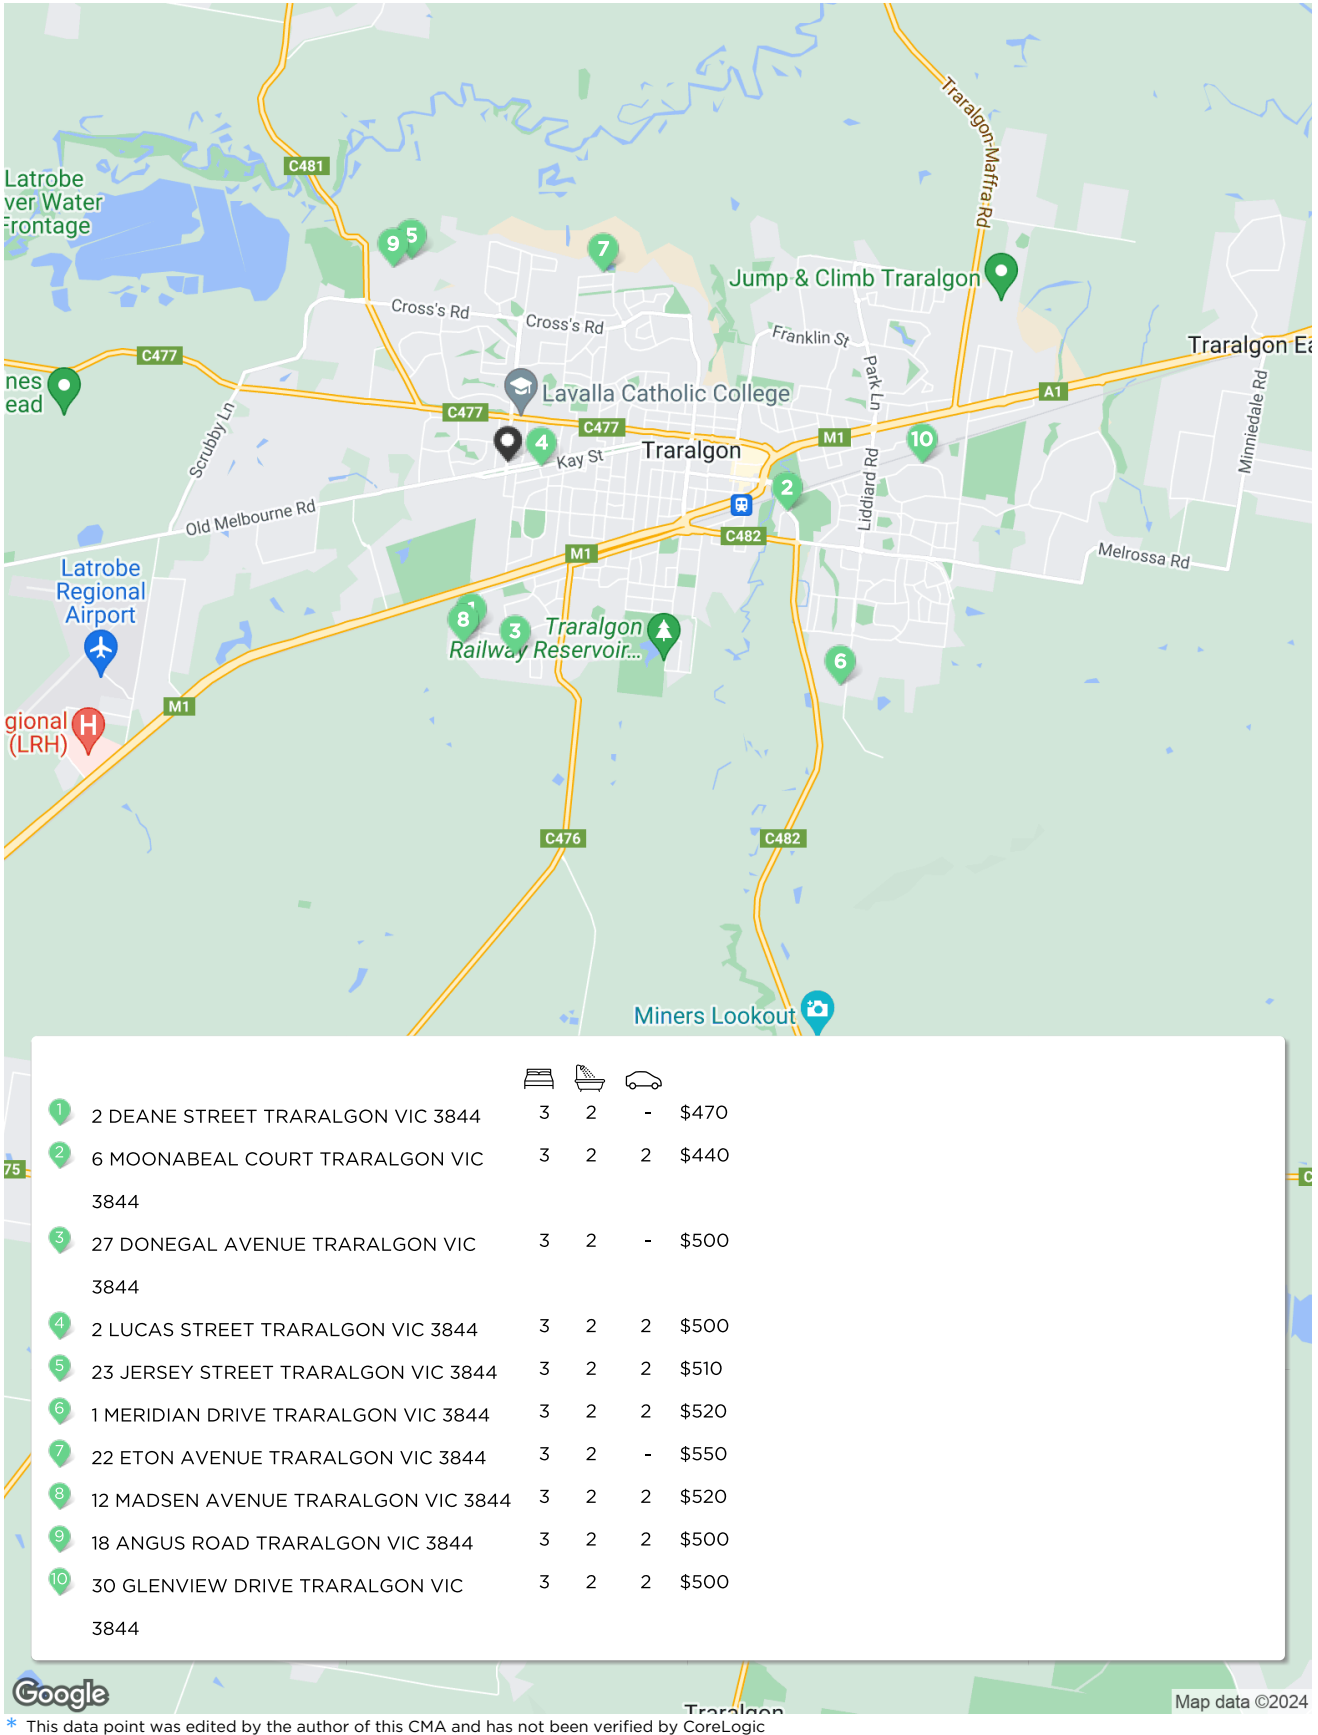 C481
Latrobe
ver Water
Frontage
9
5
7
Jump & Climb Traralgon
Traralgon-Maffra Rd
Cross's Rd
Cross's Rd
Franklin St
Traralgon Ea
C477
nes
ead
Park Ln
A1
Minniedale Rd
Lavalla Catholic College
C477
C477
Scrubby Ln
4
Kay St
Traralgon
M1
10
Liddiard Rd
2
Old Melbourne Rd
C482
M1
Melrossa Rd
Latrobe
Regional
Airport
1
8
3
Traralgon
Railway Reservoir...
6
M1
gional
(LRH)
H
C476
C482
Miners Lookout
75
C
1 2 DEANE STREET TRARALGON VIC 3844 3 2 - $470
2 6 MOONABEAL COURT TRARALGON VIC 3 2 2 $440
3844
3 27 DONEGAL AVENUE TRARALGON VIC 3 2 - $500
3844
4 2 LUCAS STREET TRARALGON VIC 3844 3 2 2 $500
5 23 JERSEY STREET TRARALGON VIC 3844 3 2 2 $510
6 1 MERIDIAN DRIVE TRARALGON VIC 3844 3 2 2 $520
7 22 ETON AVENUE TRARALGON VIC 3844 3 2 - $550
8 12 MADSEN AVENUE TRARALGON VIC 3844 3 2 2 $520
9 18 ANGUS ROAD TRARALGON VIC 3844 3 2 2 $500
10 30 GLENVIEW DRIVE TRARALGON VIC 3 2 2 $500
3844
Google
Traralgon
Map data ©2024
* This data point was edited by the author of this CMA and has not been verified by CoreLogic